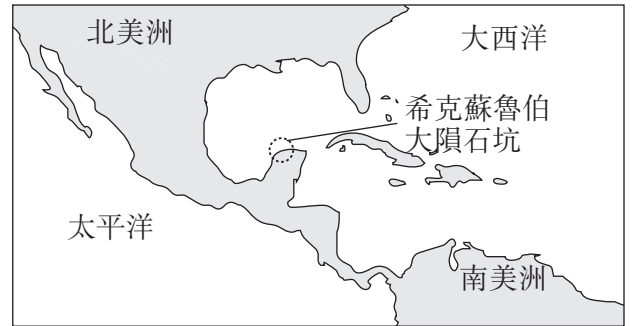 北美洲
大西洋
希克蘇魯伯
大隕石坑
太平洋
南美洲